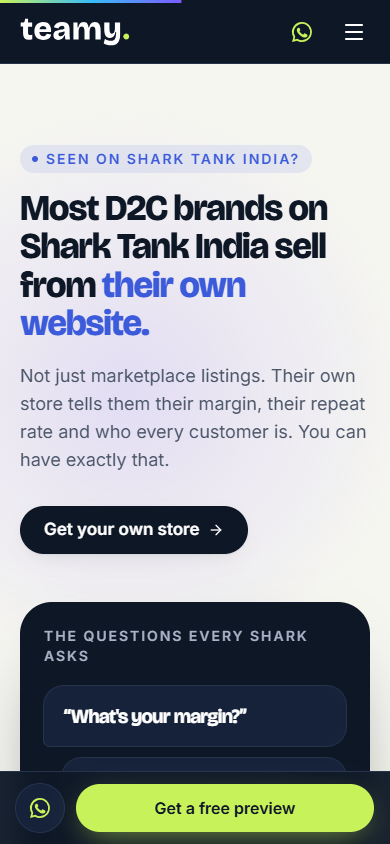 teamy.
SEEN ON SHARK TANK INDIA?
Most D2C brands on
Shark Tank India sell
from their own
website.
Not just marketplace listings. Their own
store tells them their margin, their repeat
rate and who every customer is. You can
have exactly that.
Get your own store →
THE QUESTIONS EVERY SHARK
ASKS
“What's your margin?”
Get a free preview